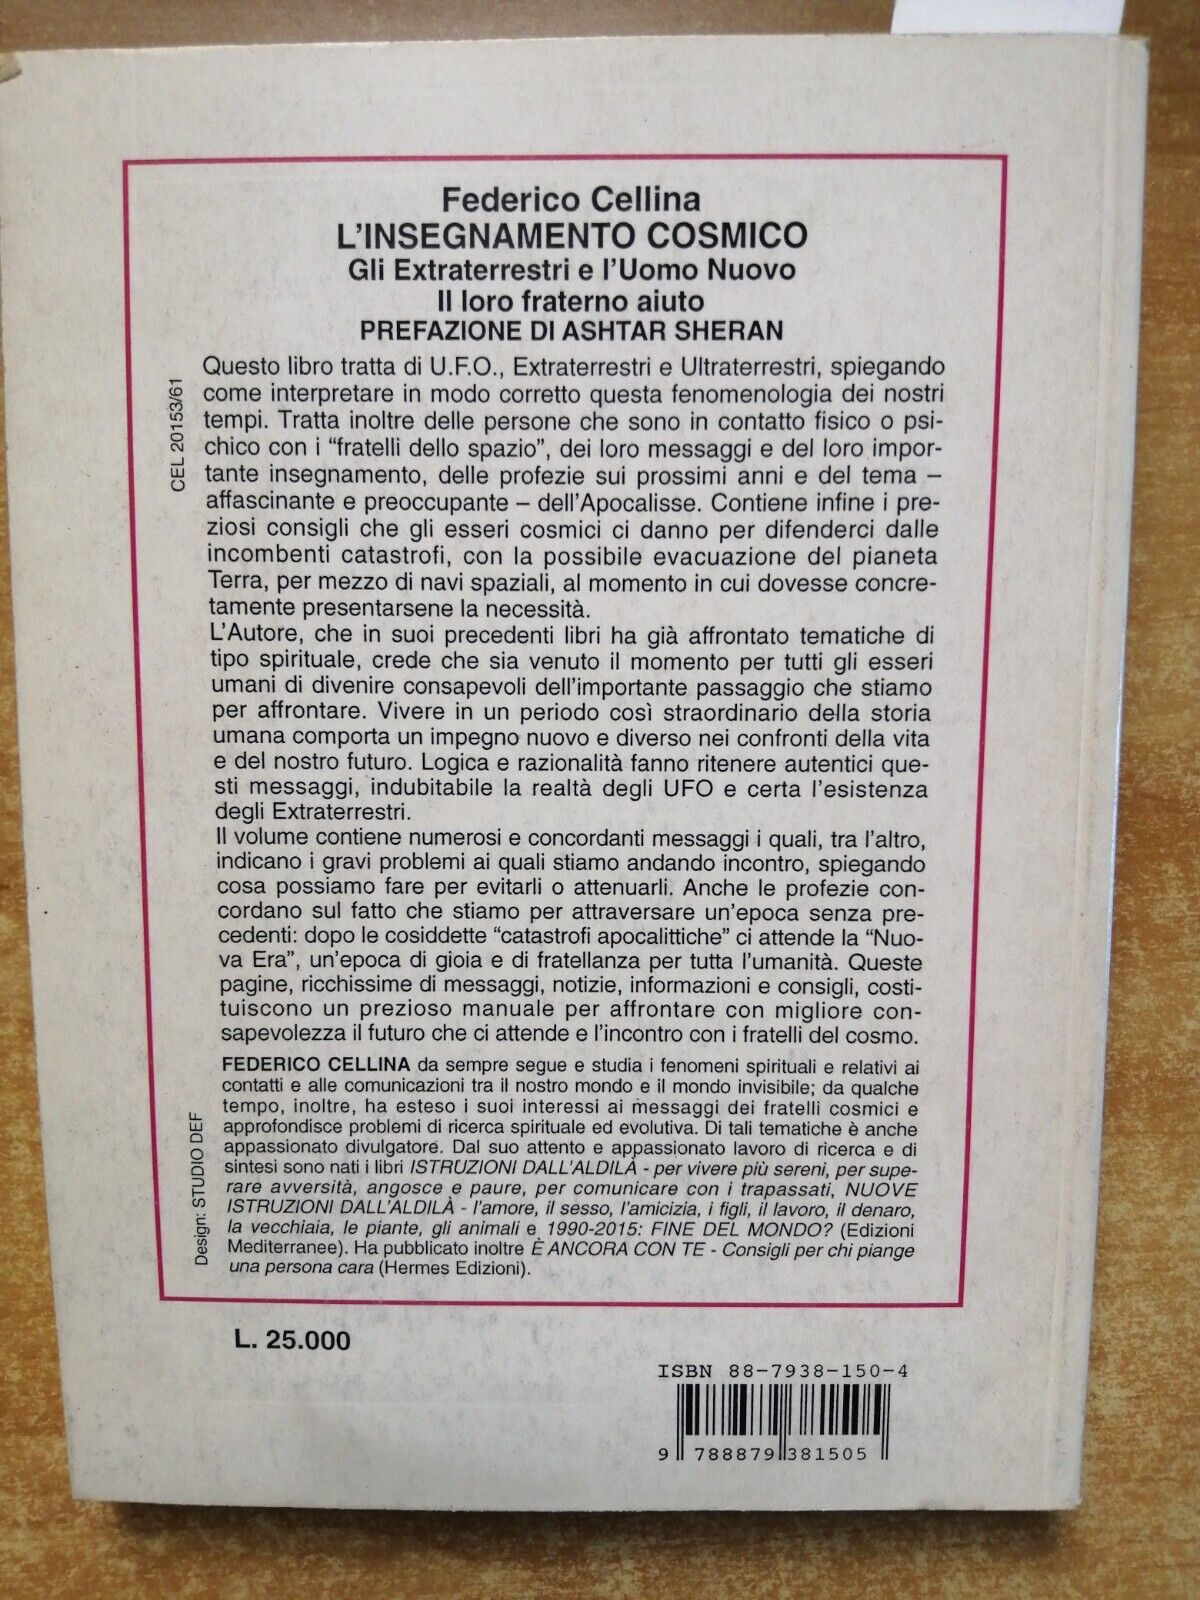 Federico Cellina
L'INSEGNAMENTO COSMICO
Gli Extraterrestri e l'Uomo Nuovo
Il loro fraterno aiuto
PREFAZIONE DI ASHTAR SHERAN
Questo libro tratta di U.F.O., Extraterrestri e Ultraterrestri, spiegando
come interpretare in modo corretto questa fenomenologia dei nostri
tempi. Tratta inoltre delle persone che sono in contatto fisico o psi-
chico con i “fratelli dello spazio”, dei loro messaggi e del loro impor-
tante insegnamento, delle profezie sui prossimi anni e del tema –
affascinante e preoccupante – dell'Apocalisse. Contiene infine i pre-
ziosi consigli che gli esseri cosmici ci danno per difenderci dalle
incombenti catastrofi, con la possibile evacuazione del pianeta
Terra, per mezzo di navi spaziali, al momento in cui dovesse concre-
tamente presentarsene la necessità.
L'Autore, che in suoi precedenti libri ha già affrontato tematiche di
tipo spirituale, crede che sia venuto il momento per tutti gli esseri
umani di divenire consapevoli dell'importante passaggio che stiamo
per affrontare. Vivere in un periodo così straordinario della storia
umana comporta un impegno nuovo e diverso nei confronti della vita
e del nostro futuro. Logica e razionalità fanno ritenere autentici que-
sti messaggi, indubitabile la realtà degli UFO e certa l'esistenza
degli Extraterrestri.
Il volume contiene numerosi e concordanti messaggi i quali, tra l'altro,
indicano i gravi problemi ai quali stiamo andando incontro, spiegando
cosa possiamo fare per evitarli o attenuarli. Anche le profezie con-
cordano sul fatto che stiamo per attraversare un'epoca senza pre-
cedenti: dopo le cosiddette “catastrofi apocalittiche” ci attende la “Nuo-
va Era”, un'epoca di gioia e di fratellanza per tutta l'umanità. Queste
pagine, ricchissime di messaggi, notizie, informazioni e consigli, costi-
tuiscono un prezioso manuale per affrontare con migliore con-
sapevolezza il futuro che ci attende e l'incontro con i fratelli del cosmo.
FEDERICO CELLINA da sempre segue e studia i fenomeni spirituali e relativi ai
contatti e alle comunicazioni tra il nostro mondo e il mondo invisibile; da qualche
tempo, inoltre, ha esteso i suoi interessi ai messaggi dei fratelli cosmici e
approfondisce problemi di ricerca spirituale ed evolutiva. Di tali tematiche è anche
appassionato divulgatore. Dal suo attento e appassionato lavoro di ricerca e di
sintesi sono nati i libri ISTRUZIONI DALL'ALDILÀ - per vivere più sereni, per supe-
rare avversità, angosce e paure, per comunicare con i trapassati, NUOVE
ISTRUZIONI DALL'ALDILÀ - l'amore, il sesso, l'amicizia, i figli, il lavoro, il denaro,
la vecchiaia, le piante, gli animali e 1990-2015: FINE DEL MONDO? (Edizioni
Mediterranee). Ha pubblicato inoltre È ANCORA CON TE - Consigli per chi piange
una persona cara (Hermes Edizioni).
CEL 20153/61
Design: STUDIO DEF
L. 25.000
ISBN 88-7938-150-4
9 788879 381505